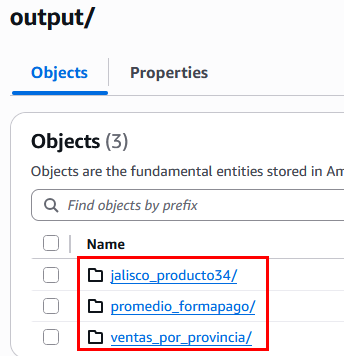 output/
Objects
Properties
Objects (3)
Objects are the fundamental entities stored in Am
Find objects by prefix
Name
jalisco_producto34/
promedio_formapago/
ventas_por_provincia/